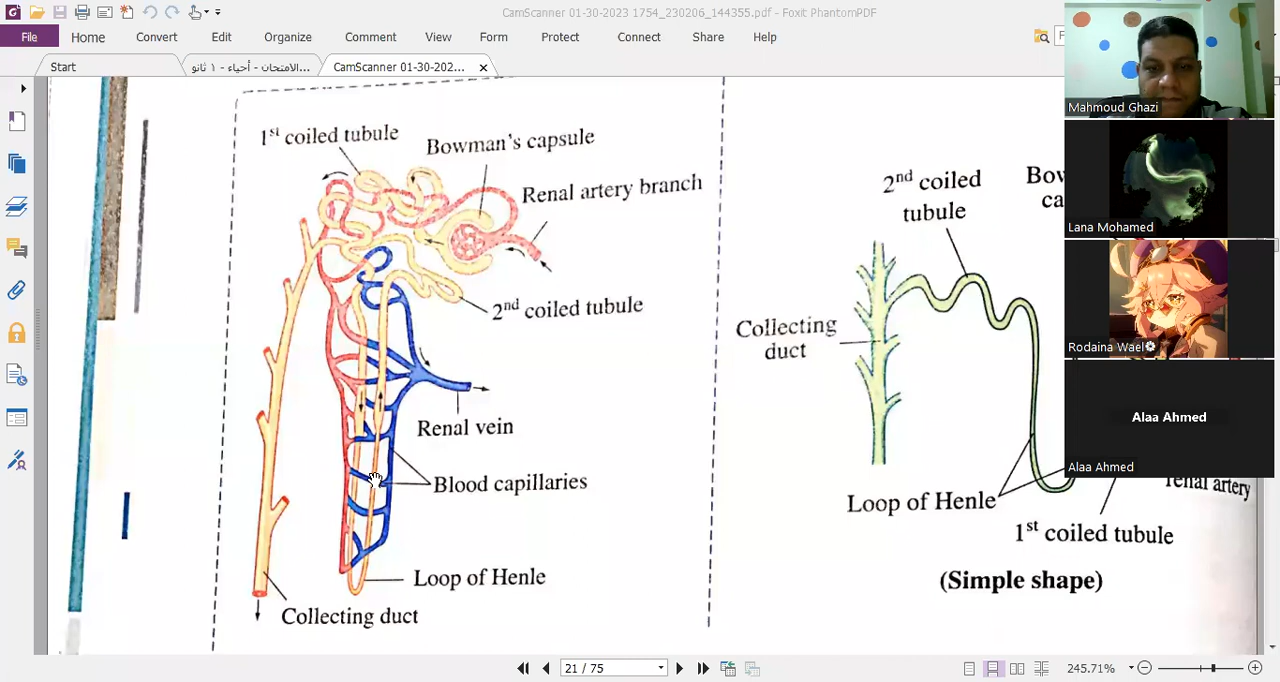 CamScanner 01-30-2023 1754_230206_144355.pdf - Foxit PhantomPDF
File
Home
Convert
Edit
Organize
Comment
View
Form
Protect
Connect
Share
Help
F
Start
الامتحان - أحياء - ١ ثانو...
CamScanner 01-30-202...
1st coiled tubule
Bowman's capsule
Renal artery branch
2nd coiled tubule
Renal vein
Blood capillaries
Loop of Henle
Collecting duct
2nd coiled
tubule
Bow
ca
Collecting
duct
Loop of Henle
renal artery
1st coiled tubule
(Simple shape)
Mahmoud Ghazi
Lana Mohamed
Rodaina Wael
Alaa Ahmed
Alaa Ahmed
21 / 75
245.71%